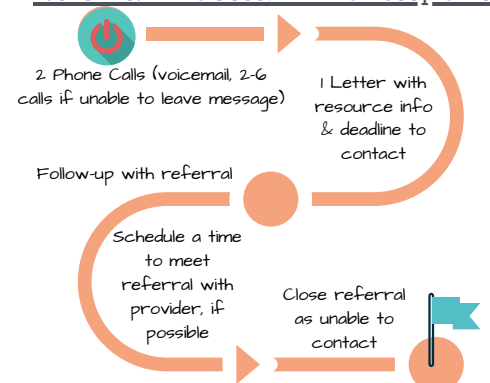 2 Phone Calls (voicemail, 2-6
calls if unable to leave message)
1 Letter with
resource info
& deadline to
contact
Follow-up with referral
Schedule a time
to meet
referral with
provider, if
possible
Close referral
as unable to
contact